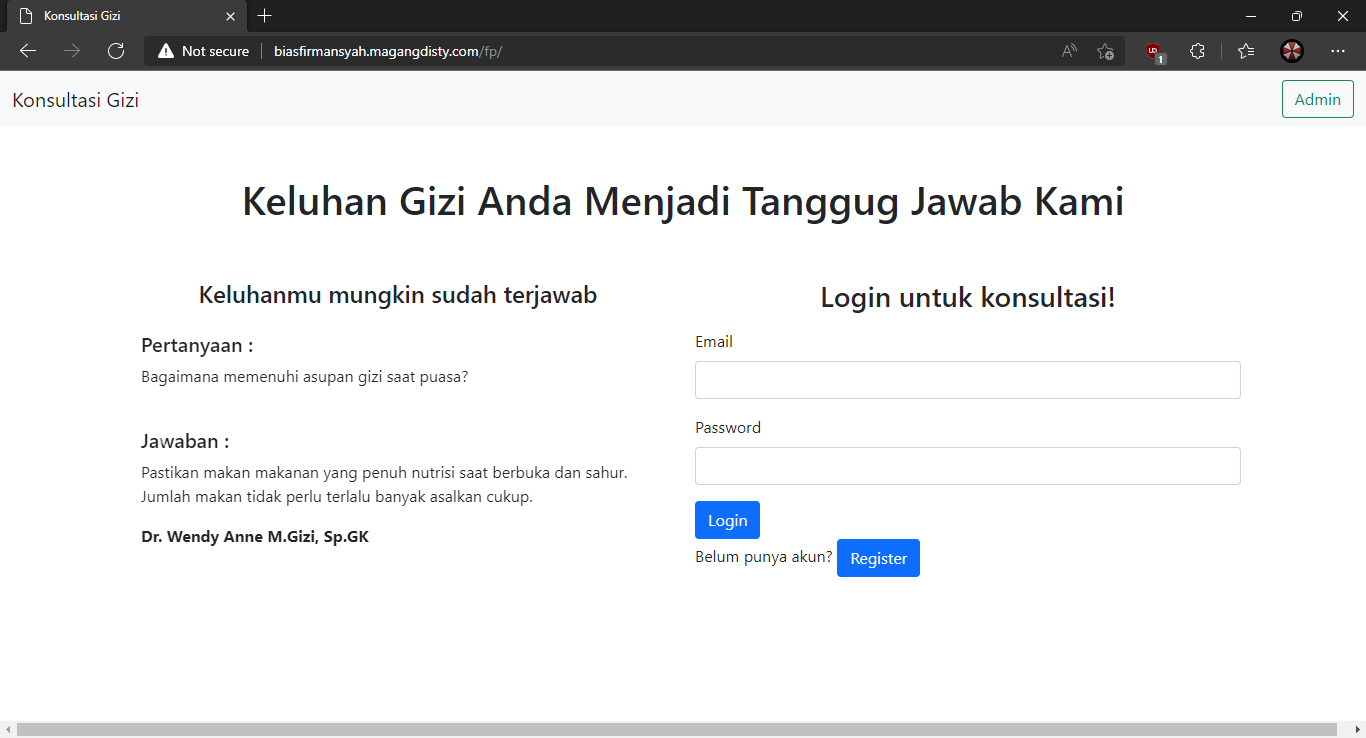 Konsultasi Gizi
Not secure
biasfirmansyah.magangdisty.com/fp/
1
Konsultasi Gizi
Admin
Keluhan Gizi Anda Menjadi Tanggug Jawab Kami
Keluhanmu mungkin sudah terjawab
Pertanyaan :
Bagaimana memenuhi asupan gizi saat puasa?
Jawaban :
Pastikan makan makanan yang penuh nutrisi saat berbuka dan sahur.
Jumlah makan tidak perlu terlalu banyak asalkan cukup.
Dr. Wendy Anne M.Gizi, Sp.GK
Login untuk konsultasi!
Email
Password
Login
Belum punya akun? Register